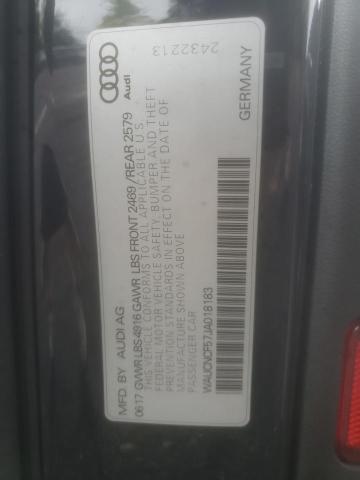 MFD BY AUDI AG
Audi
2432213
06 17 GVWR LBS 4916 GAWR LBS FRONT 2469 / REAR 2579
THIS VEHICLE CONFORMS TO ALL APPLICABLE U.S.
FEDERAL MOTOR VEHICLE SAFETY, BUMPER AND THEFT
PREVENTION STANDARDS IN EFFECT ON THE DATE OF
MANUFACTURE SHOWN ABOVE
PASSENGER CAR
WAUCNCF57JA018183
GERMANY